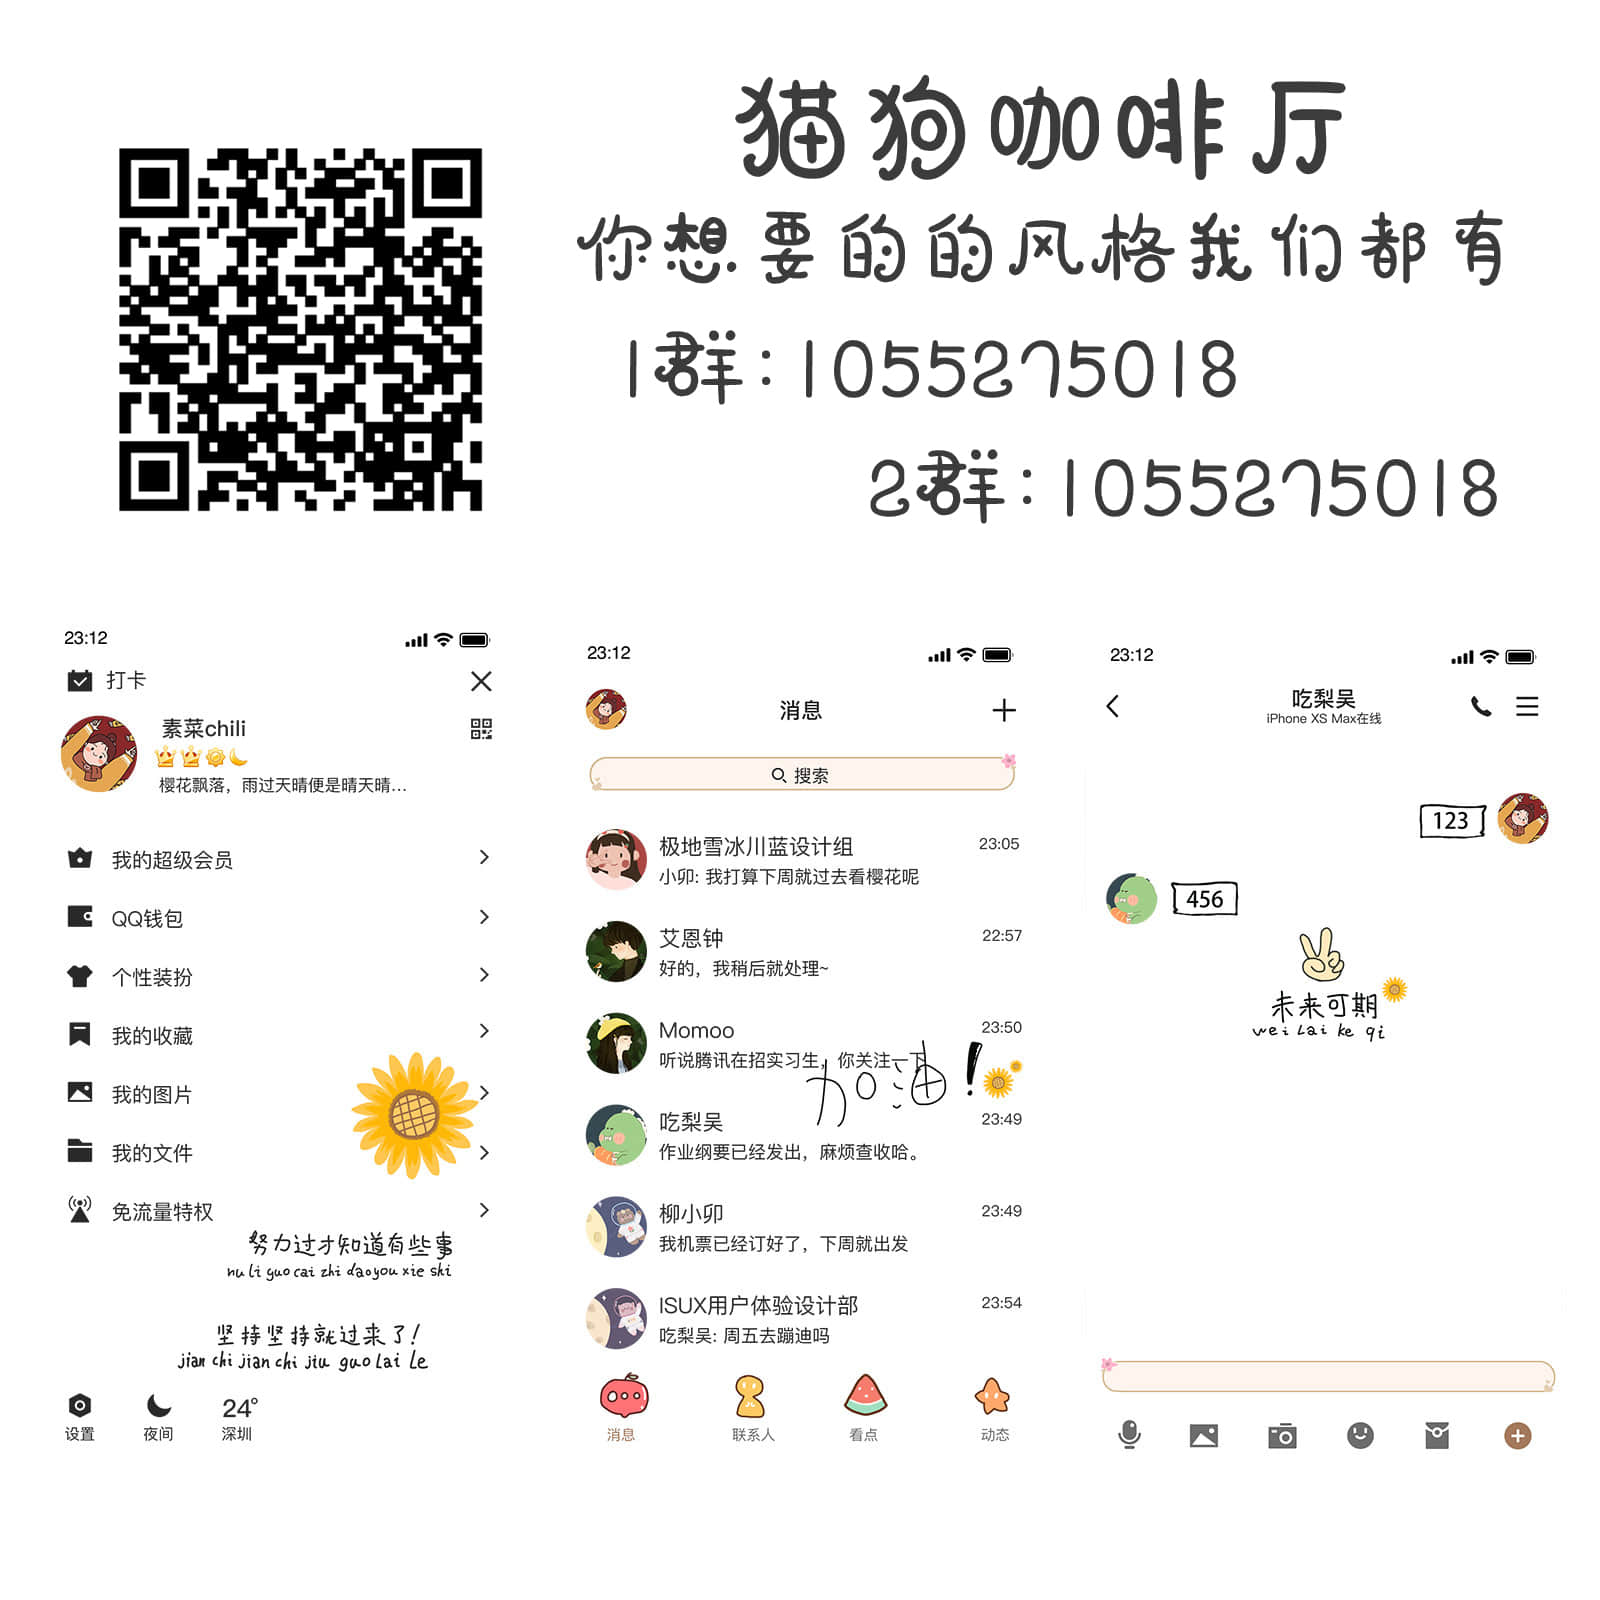 猫狗咖啡厅
你想要的的风格我们都有
1群:1055275018
2群:1055275018
23:12
打卡
素菜chili
樱花飘落，雨过天晴便是晴天晴...
我的超级会员
QQ钱包
个性装扮
我的收藏
我的图片
我的文件
免流量特权
努力过才知道有些事
nu li guo cai zhi dao you xie shi
坚持坚持就过来了!
jian chi jian chi jiu guo lai le
24°
设置 夜间 深圳
23:12
消息
搜索
极地雪冰川蓝设计组 23:05
小卯: 我打算下周就过去看樱花呢
艾恩钟 22:57
好的，我稍后就处理~
Momoo 23:50
听说腾讯在招实习生，你关注一下
加油!
吃梨吴 23:49
作业纲要已经发出，麻烦查收哈。
柳小卯 23:49
我机票已经订好了，下周就出发
ISUX用户体验设计部 23:54
吃梨吴: 周五去蹦迪吗
消息 联系人 看点 动态
23:12
吃梨吴
iPhone XS Max在线
123
456
未来可期
wei lai ke qi